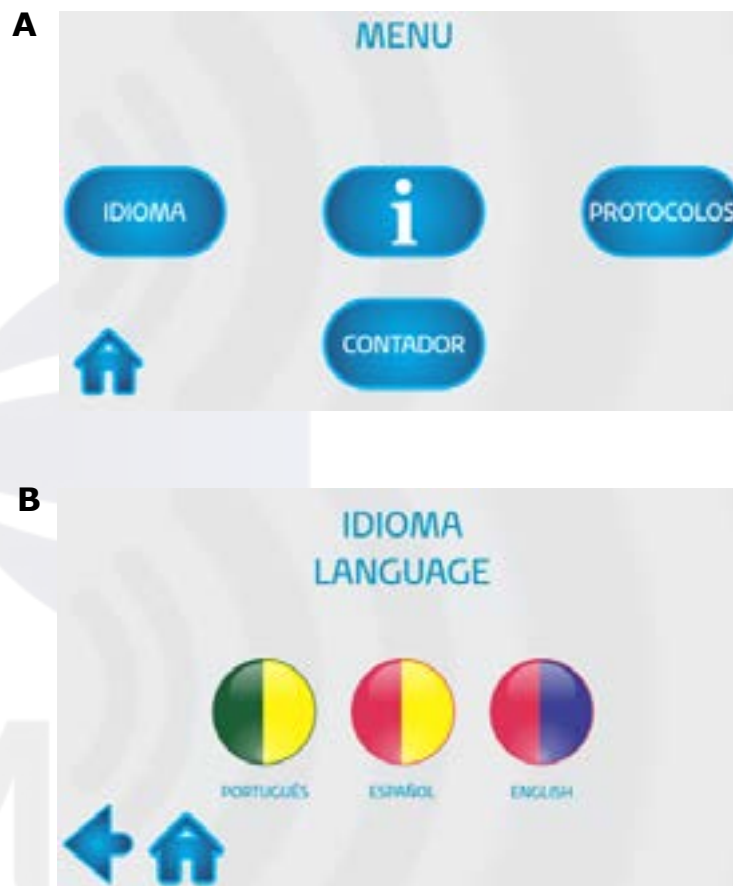 A
MENU
IDIOMA
i
PROTOCOLOS
CONTADOR
B
IDIOMA
LANGUAGE
PORTUGUÊS
ESPAÑOL
ENGLISH
M